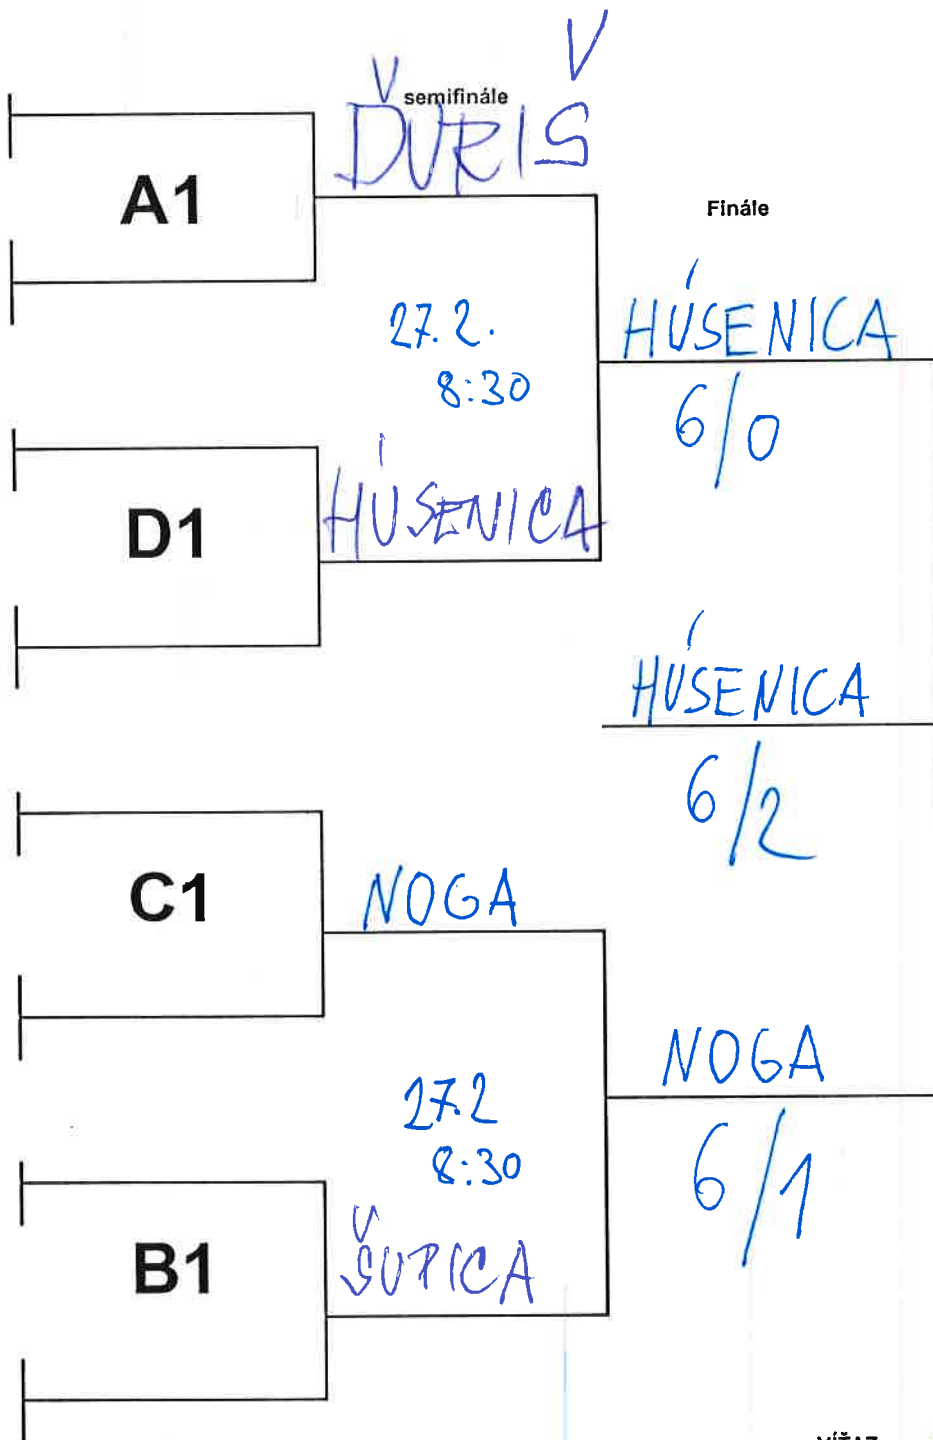 semifinále
ĎURIŠ
A1
Finále
27.2.
8:30
HÚSENICA
6/0
D1
HÚSENICA
HÚSENICA
6/2
C1
NOGA
NOGA
27.2
8:30
6/1
B1
ŠUPICA
VÍŤAZ